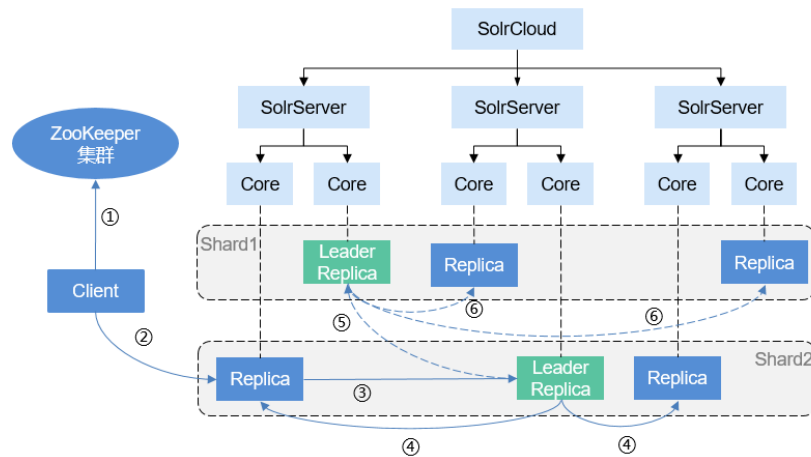 SolrCloud
SolrServer
SolrServer
SolrServer
ZooKeeper
集群
Core
Core
Core
Core
Core
Core
①
Shard1
Leader
Replica
Replica
Replica
Client
⑥
⑥
⑤
②
Shard2
Replica
③
Leader
Replica
Replica
④
④